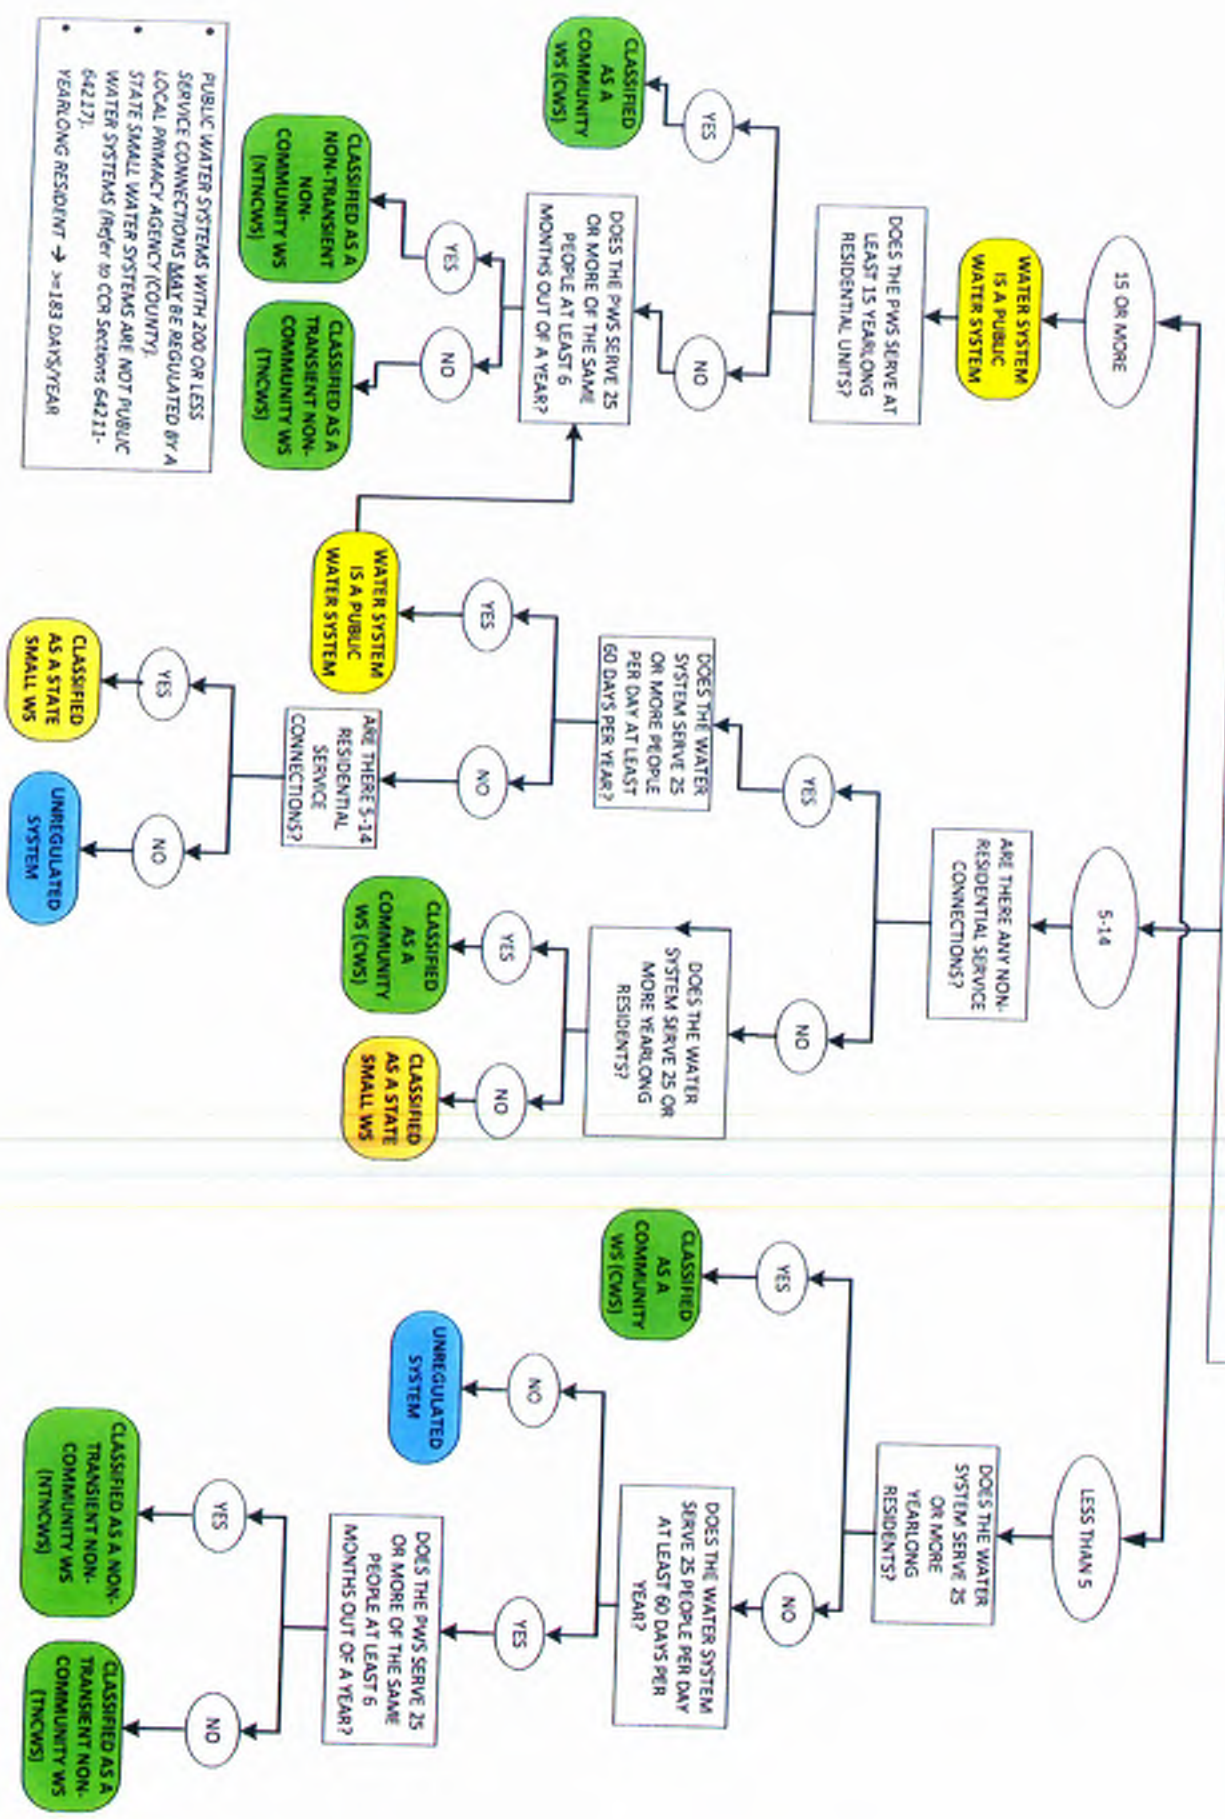 15 OR MORE
5-14
LESS THAN 5
WATER SYSTEM
IS A PUBLIC
WATER SYSTEM
DOES THE PWS SERVE AT
LEAST 15 YEARLONG
RESIDENTIAL UNITS?
YES
NO
CLASSIFIED
AS A
COMMUNITY
WS (CWS)
DOES THE PWS SERVE 25
OR MORE OF THE SAME
PEOPLE AT LEAST 6
MONTHS OUT OF A YEAR?
YES
NO
CLASSIFIED AS A
NON-TRANSIENT
NON-
COMMUNITY WS
(NTNCWS)
CLASSIFIED AS A
TRANSIENT NON-
COMMUNITY WS
(TNCWS)
ARE THERE ANY NON-
RESIDENTIAL SERVICE
CONNECTIONS?
YES
NO
DOES THE WATER
SYSTEM SERVE 25
OR MORE PEOPLE
PER DAY AT LEAST
60 DAYS PER YEAR?
YES
NO
WATER SYSTEM
IS A PUBLIC
WATER SYSTEM
ARE THERE 5-14
RESIDENTIAL
SERVICE
CONNECTIONS?
YES
NO
CLASSIFIED
AS A STATE
SMALL WS
UNREGULATED
SYSTEM
DOES THE WATER
SYSTEM SERVE 25 OR
MORE YEARLONG
RESIDENTS?
YES
NO
CLASSIFIED
AS A
COMMUNITY
WS (CWS)
CLASSIFIED
AS A STATE
SMALL WS
DOES THE WATER
SYSTEM SERVE 25
OR MORE
YEARLONG
RESIDENTS?
YES
NO
CLASSIFIED
AS A
COMMUNITY
WS (CWS)
DOES THE WATER SYSTEM
SERVE 25 PEOPLE PER DAY
AT LEAST 60 DAYS PER
YEAR?
NO
YES
UNREGULATED
SYSTEM
DOES THE PWS SERVE 25
OR MORE OF THE SAME
PEOPLE AT LEAST 6
MONTHS OUT OF A YEAR?
YES
NO
CLASSIFIED AS A NON-
TRANSIENT NON-
COMMUNITY WS
(NTNCWS)
CLASSIFIED AS A
TRANSIENT NON-
COMMUNITY WS
(TNCWS)
• PUBLIC WATER SYSTEMS WITH 200 OR LESS
SERVICE CONNECTIONS MAY BE REGULATED BY A
LOCAL PRIMACY AGENCY (COUNTY).
• STATE SMALL WATER SYSTEMS ARE NOT PUBLIC
WATER SYSTEMS (Refer to CCR Sections 64211-
64217).
• YEARLONG RESIDENT → >=183 DAYS/YEAR